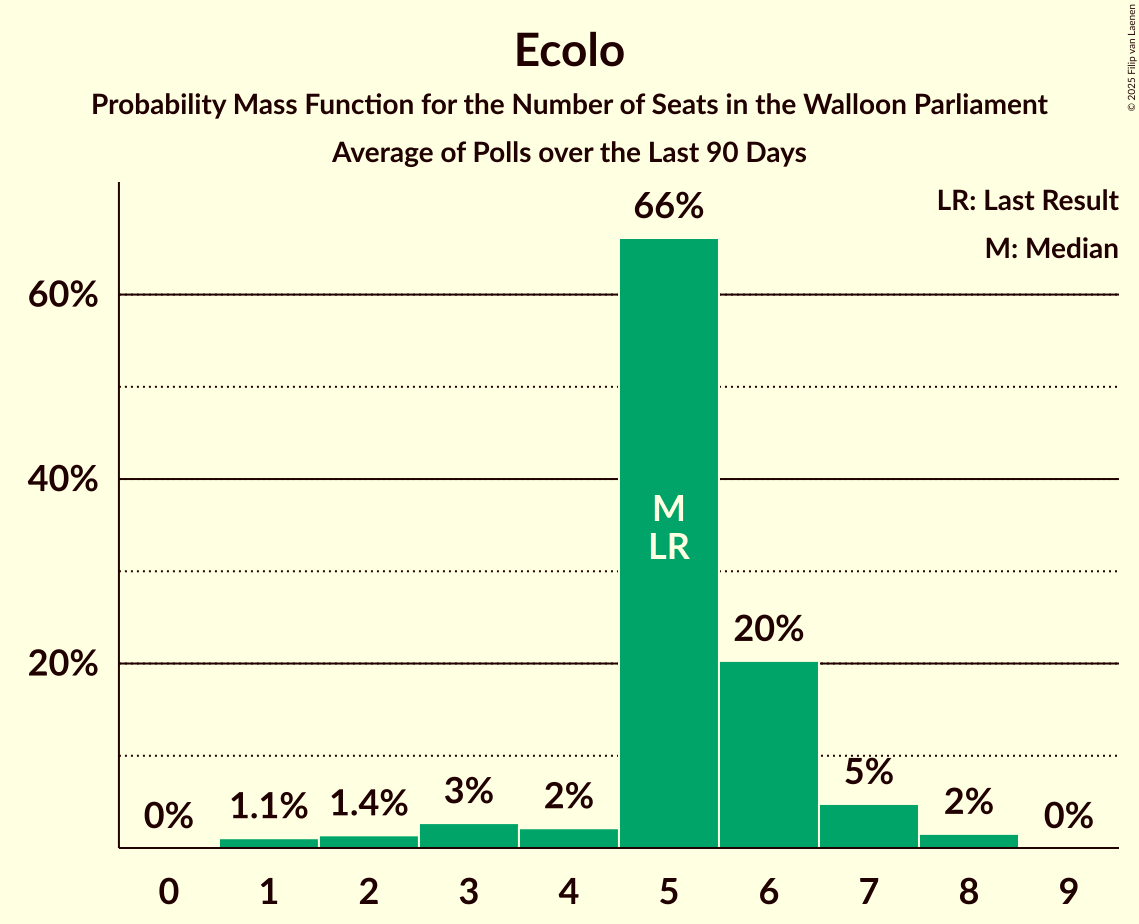 Ecolo
Probability Mass Function for the Number of Seats in the Walloon Parliament
Average of Polls over the Last 90 Days
© 2025 Filip van Laenen
LR: Last Result
M: Median
66%
60%
40%
M
LR
20%
20%
0%
1.1%
1.4%
3%
2%
5%
2%
0%
0 1 2 3 4 5 6 7 8 9